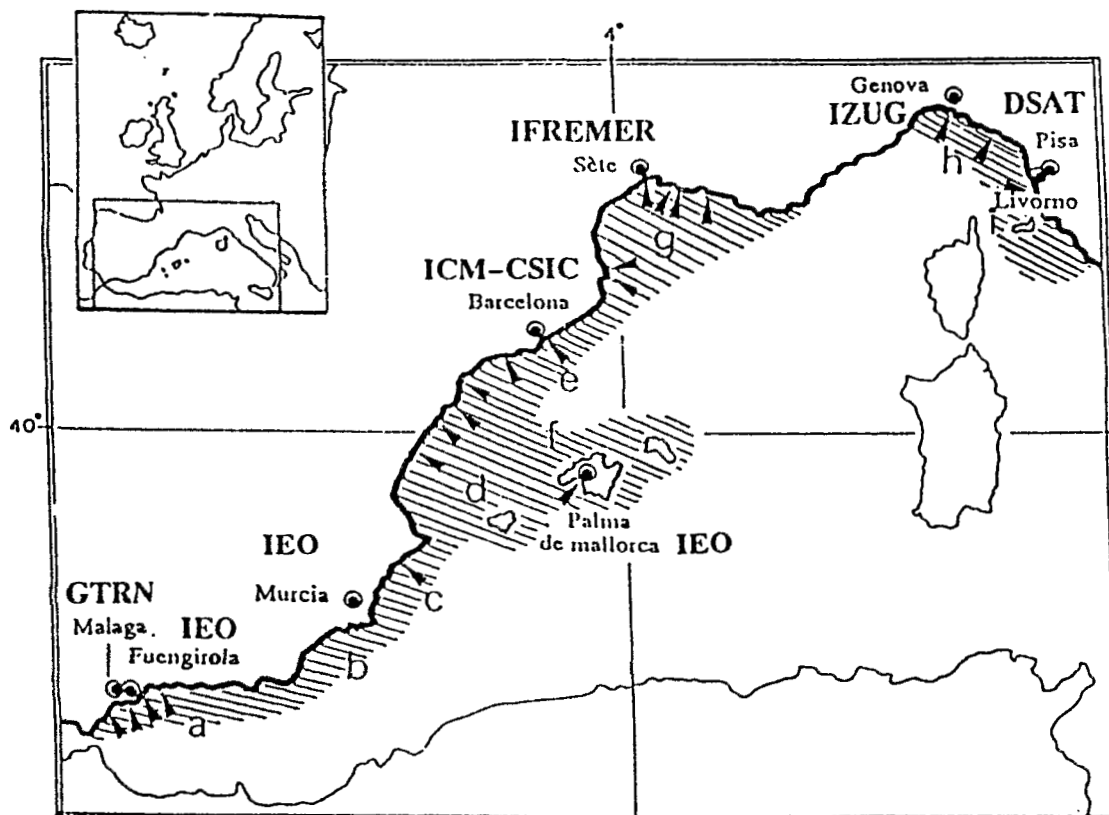 4°
Genova
IZUG
DSAT
Pisa
IFREMER
Sète
h
Livorno
g
ICM-CSIC
Barcelona
e
40°
f
d
Palma
de mallorca IEO
IEO
Murcia
c
GTRN
Malaga. IEO
Fuengirola
b
a